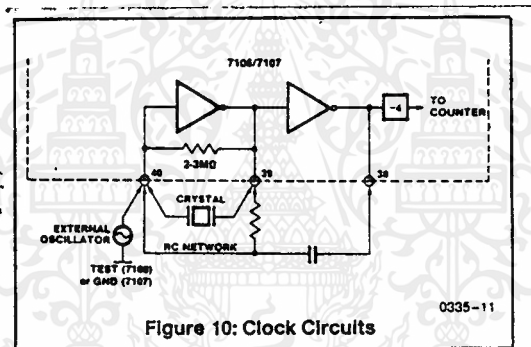 7106/7107
÷4
TO
COUNTER
2-3MΩ
40
39
38
CRYSTAL
EXTERNAL
OSCILLATOR
RC NETWORK
TEST (7106)
or GND (7107)
0335-11
Figure 10: Clock Circuits